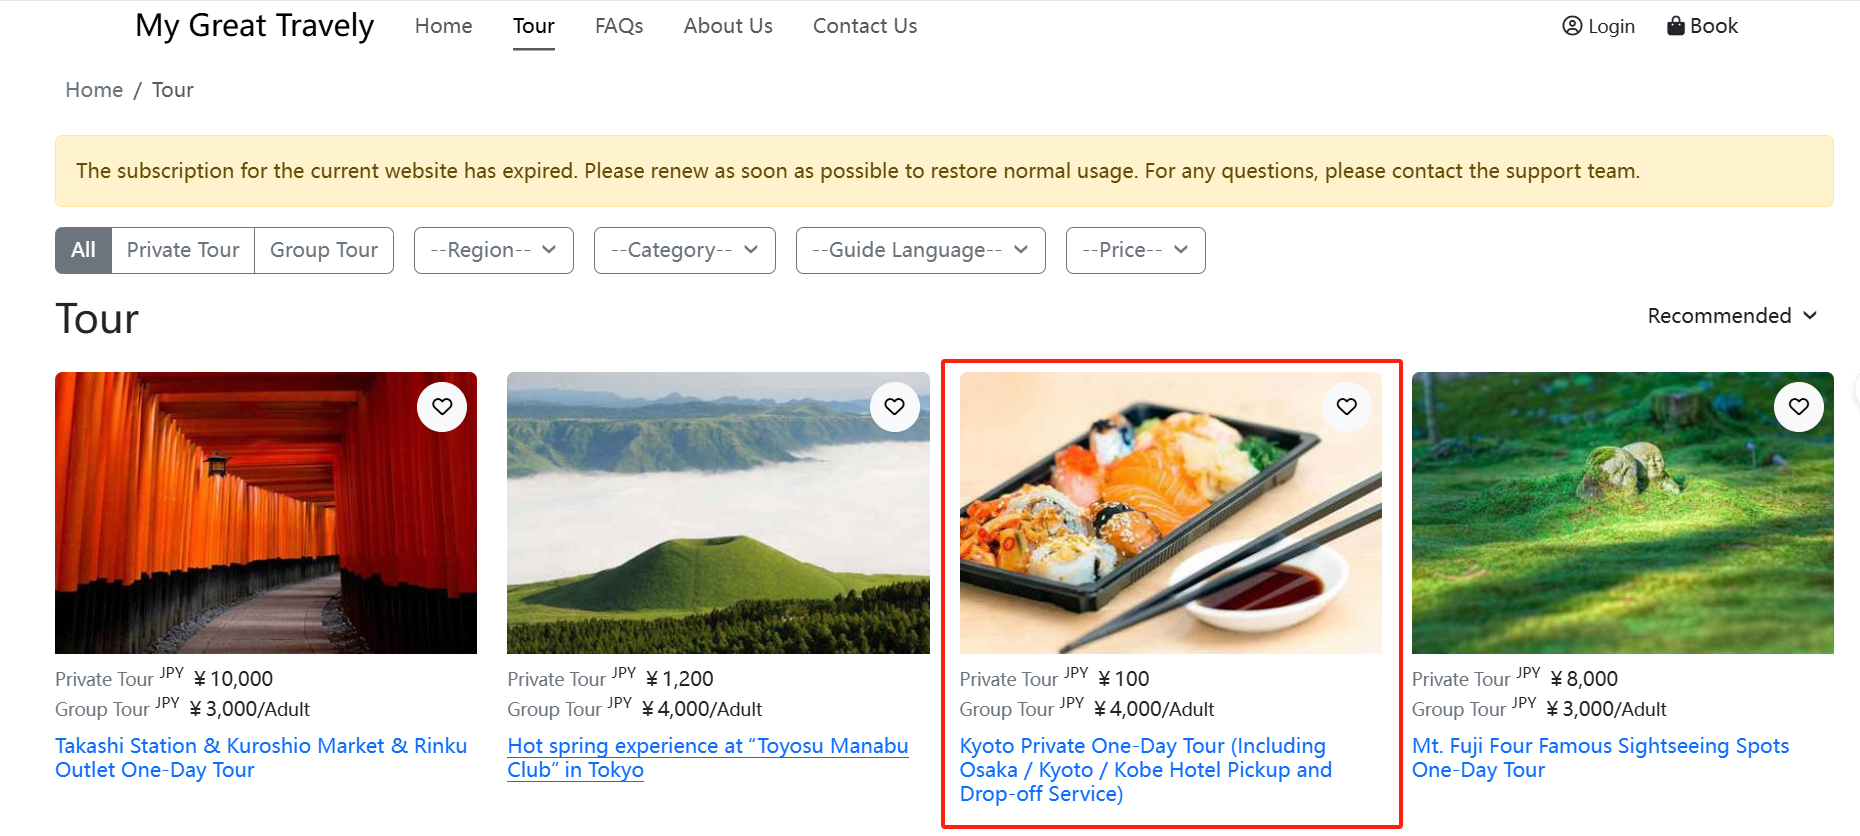 My Great Travely Home Tour FAQs About Us Contact Us Login Book
Home / Tour
The subscription for the current website has expired. Please renew as soon as possible to restore normal usage. For any questions, please contact the support team.
All Private Tour Group Tour --Region-- --Category-- --Guide Language-- --Price--
Tour
Recommended
Private Tour JPY ¥10,000
Group Tour JPY ¥3,000/Adult
Takashi Station & Kuroshio Market & Rinku
Outlet One-Day Tour
Private Tour JPY ¥1,200
Group Tour JPY ¥4,000/Adult
Hot spring experience at “Toyosu Manabu
Club” in Tokyo
Private Tour JPY ¥100
Group Tour JPY ¥4,000/Adult
Kyoto Private One-Day Tour (Including
Osaka / Kyoto / Kobe Hotel Pickup and
Drop-off Service)
Private Tour JPY ¥8,000
Group Tour JPY ¥3,000/Adult
Mt. Fuji Four Famous Sightseeing Spots
One-Day Tour